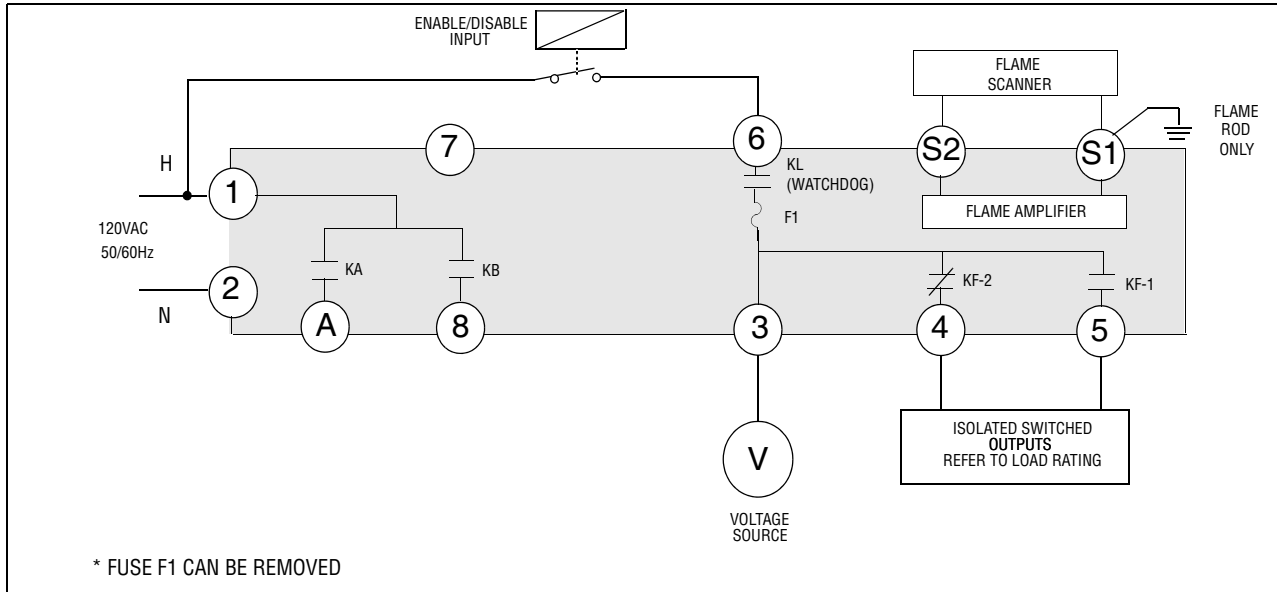 ENABLE/DISABLE
INPUT
FLAME
SCANNER
FLAME
ROD
ONLY
7
6
S2
S1
H
KL
(WATCHDOG)
1
F1
FLAME AMPLIFIER
120VAC
50/60Hz
KA
KB
KF-2
KF-1
2
N
A
8
3
4
5
ISOLATED SWITCHED
OUTPUTS
REFER TO LOAD RATING
V
VOLTAGE
SOURCE
* FUSE F1 CAN BE REMOVED